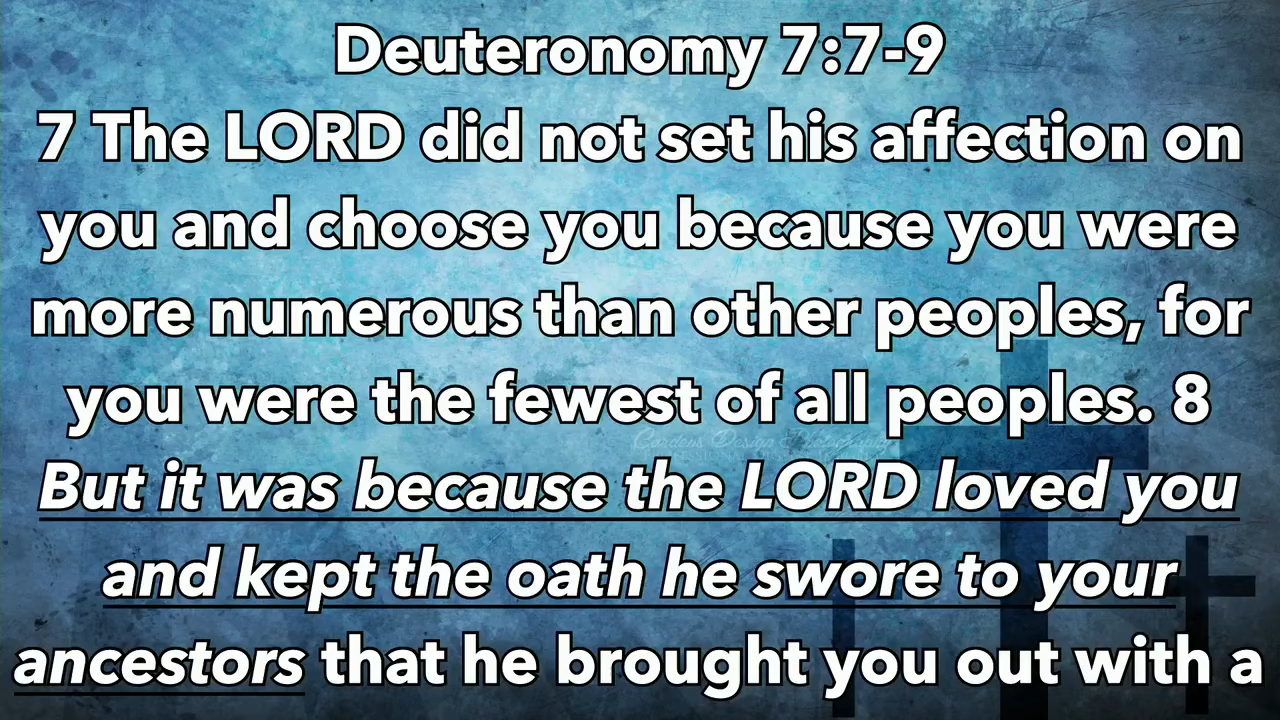 Deuteronomy 7:7-9
7 The LORD did not set his affection on
you and choose you because you were
more numerous than other peoples, for
you were the fewest of all peoples. 8
But it was because the LORD loved you
and kept the oath he swore to your
ancestors that he brought you out with a